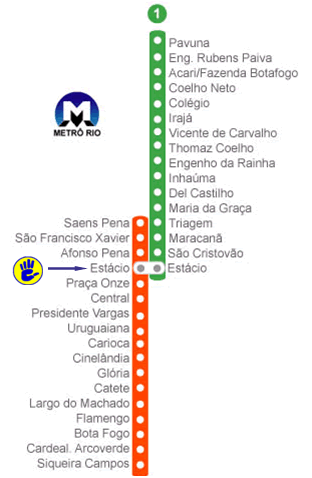 1
Pavuna
Eng. Rubens Paiva
Acari/Fazenda Botafogo
Coelho Neto
Colégio
Irajá
Vicente de Carvalho
Thomaz Coelho
Engenho da Rainha
Inhaúma
Del Castilho
Maria da Graça
Triagem
Maracanã
São Cristovão
Estácio
METRÔ RIO
Saens Pena
São Francisco Xavier
Afonso Pena
Estácio
Praça Onze
Central
Presidente Vargas
Uruguaiana
Carioca
Cinelândia
Glória
Catete
Largo do Machado
Flamengo
Bota Fogo
Cardeal. Arcoverde
Siqueira Campos